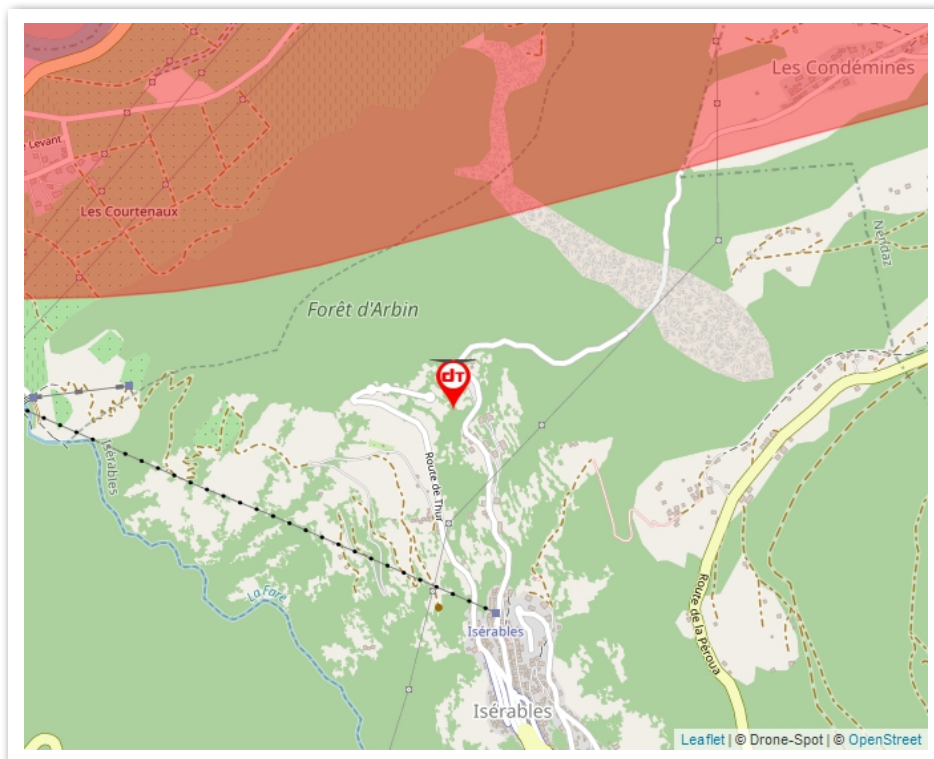 Les Condémines
Levant
Les Courtenaux
Nendaz
Forêt d'Arbin
dT
Isérables
Route de Thur
La Fare
Route de la Péroua
Isérables
Isérables
Leaflet | © Drone-Spot | © OpenStreet